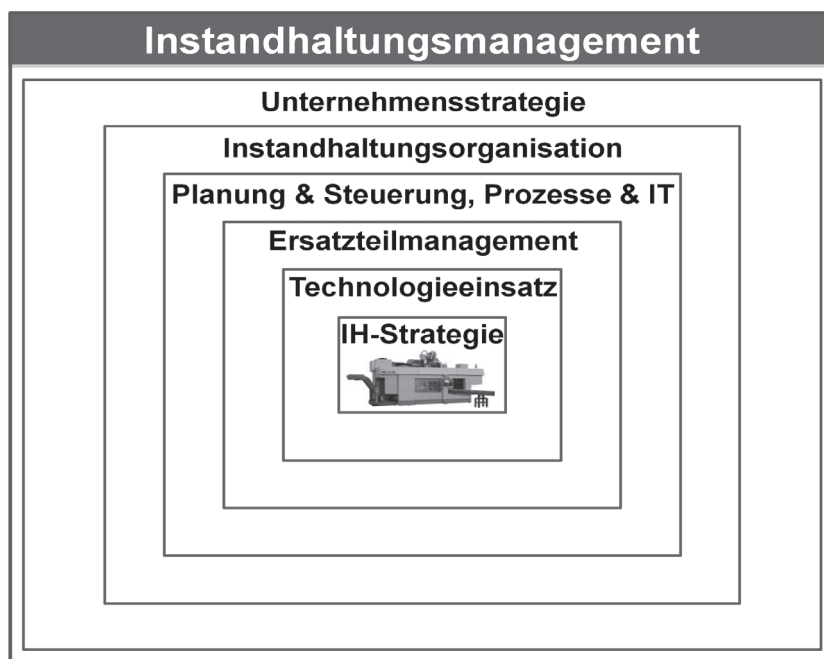 Instandhaltungsmanagement
Unternehmensstrategie
Instandhaltungsorganisation
Planung & Steuerung, Prozesse & IT
Ersatzteilmanagement
Technologieeinsatz
IH-Strategie